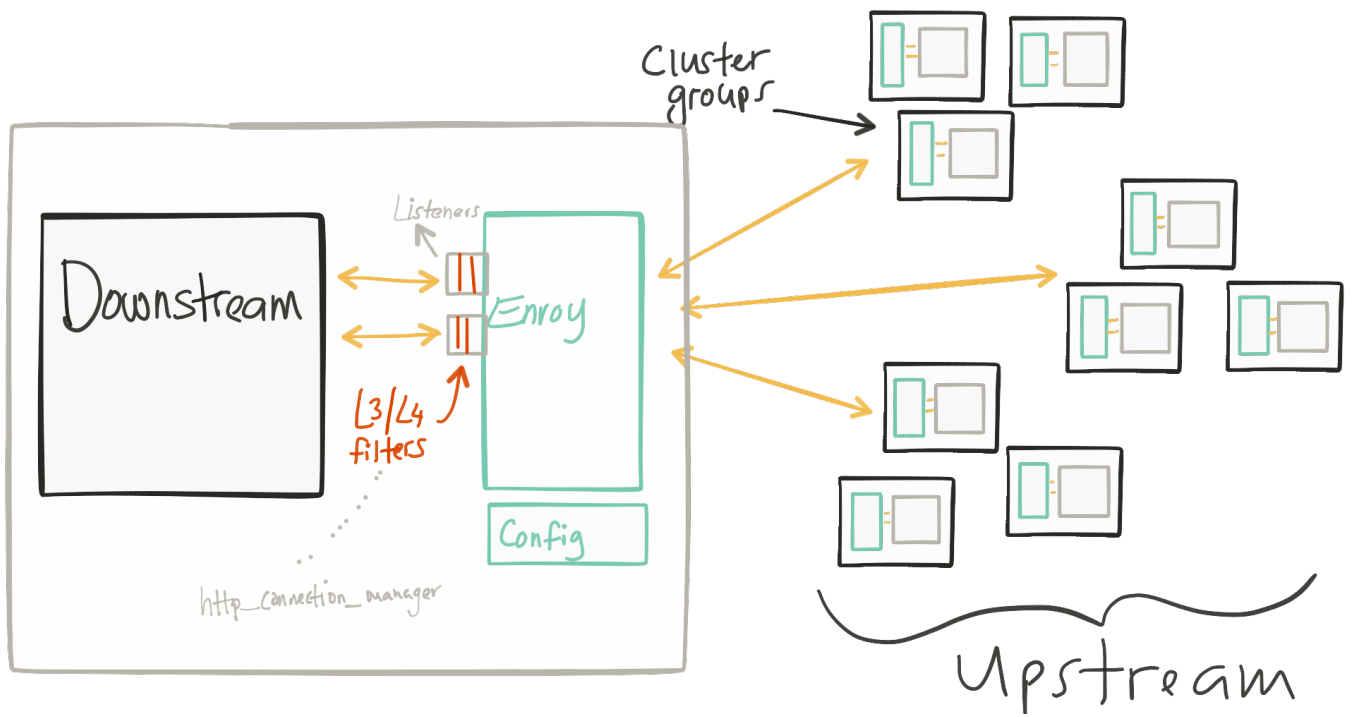 Cluster
groups
Listeners
Downstream
Envoy
L3/L4
filters
Config
http_connection_manager
Upstream